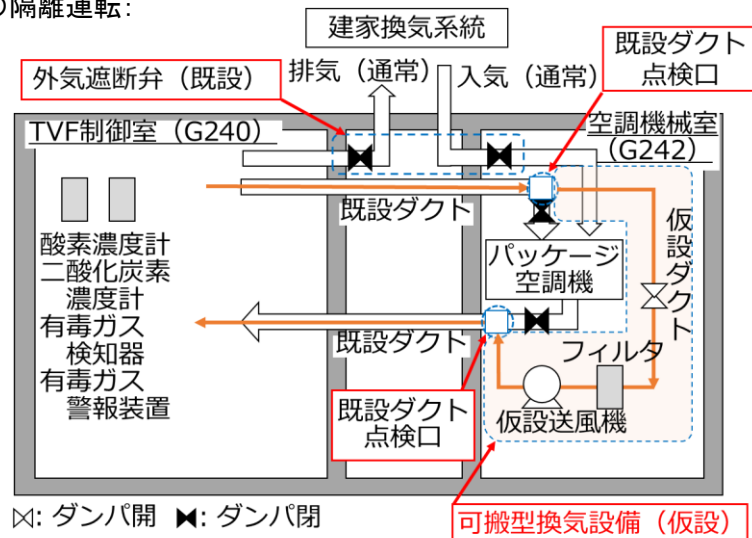 の隔離運転:
建家換気系統
既設ダクト
点検口
外気遮断弁（既設）
排気（通常）
入気（通常）
TVF制御室（G240）
空調機械室
（G242）
既設ダクト
酸素濃度計
二酸化炭素
濃度計
有毒ガス
検知器
有毒ガス
警報装置
パッケージ
空調機
仮設ダクト
既設ダクト
フィルタ
仮設送風機
既設ダクト
点検口
: ダンパ開
: ダンパ閉
可搬型換気設備（仮設）